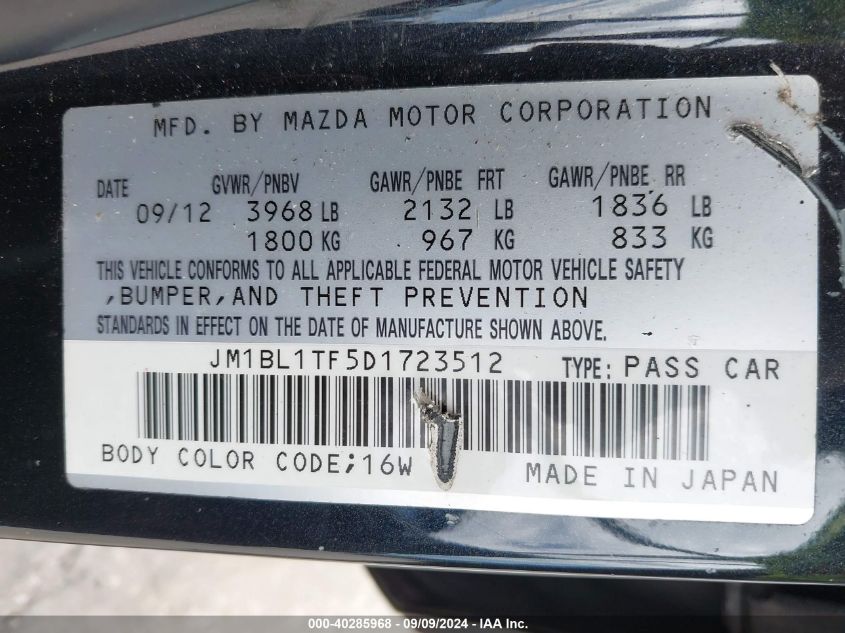 MFD. BY MAZDA MOTOR CORPORATION
DATE GVWR/PNBV GAWR/PNBE FRT GAWR/PNBE RR
09/12 3968 LB 2132 LB 1836 LB
1800 KG 967 KG 833 KG
THIS VEHICLE CONFORMS TO ALL APPLICABLE FEDERAL MOTOR VEHICLE SAFETY
,BUMPER,AND THEFT PREVENTION
STANDARDS IN EFFECT ON THE DATE OF MANUFACTURE SHOWN ABOVE.
JM1BL1TF5D1723512 TYPE: PASS CAR
BODY COLOR CODE;16W MADE IN JAPAN
000-40285968 - 09/09/2024 - IAA Inc.